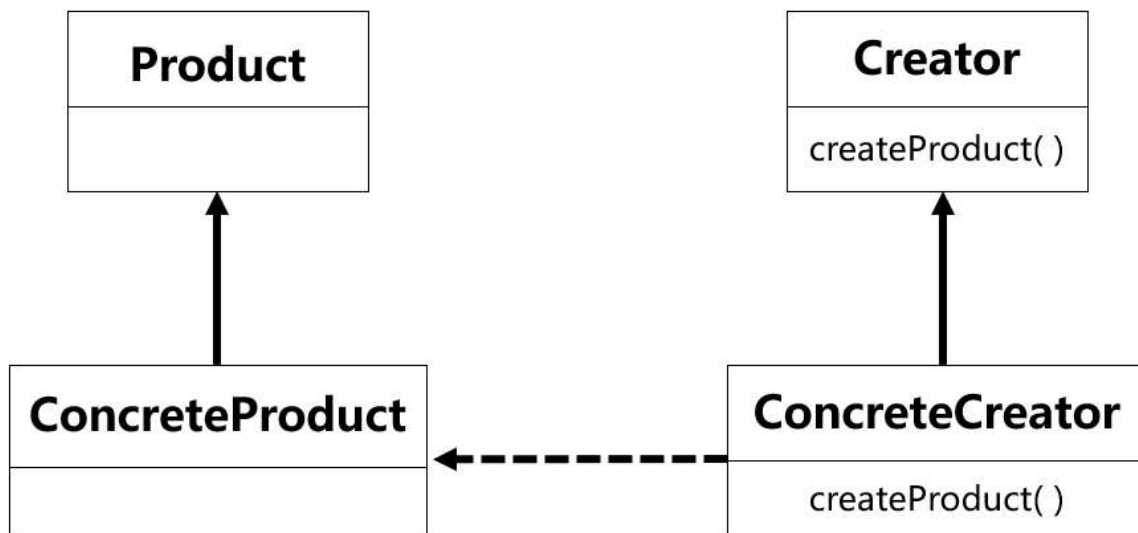 Product
Creator
createProduct( )
ConcreteProduct
ConcreteCreator
createProduct( )